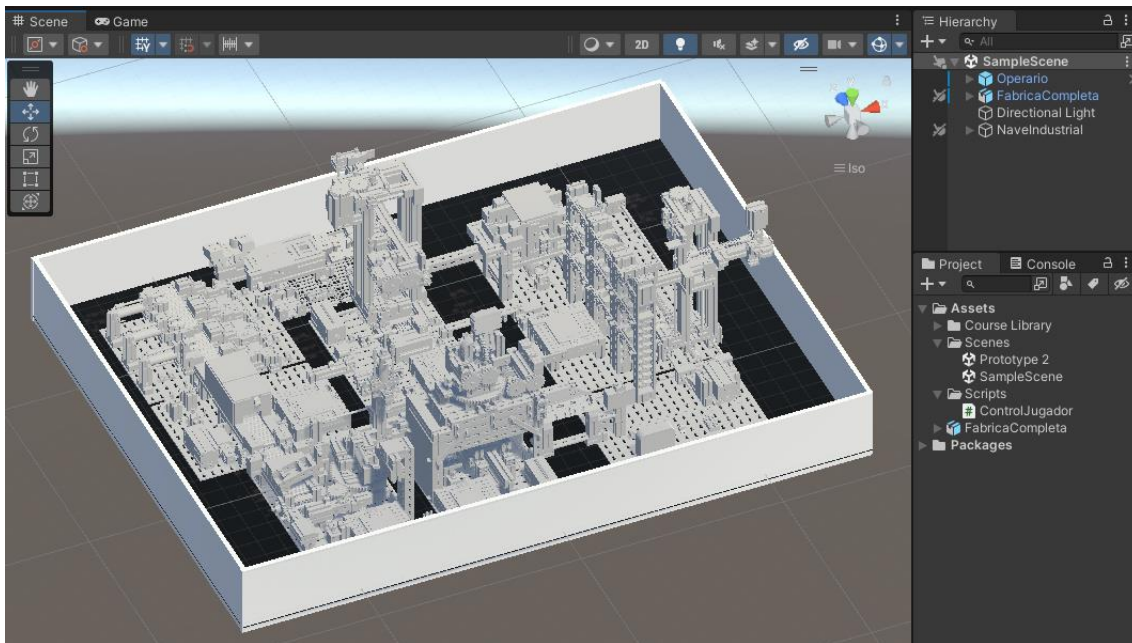 Scene
Game
2D
Iso
Hierarchy
All
SampleScene
Operario
FabricaCompleta
Directional Light
NaveIndustrial
Project
Console
Assets
Course Library
Scenes
Prototype 2
SampleScene
Scripts
ControlJugador
FabricaCompleta
Packages